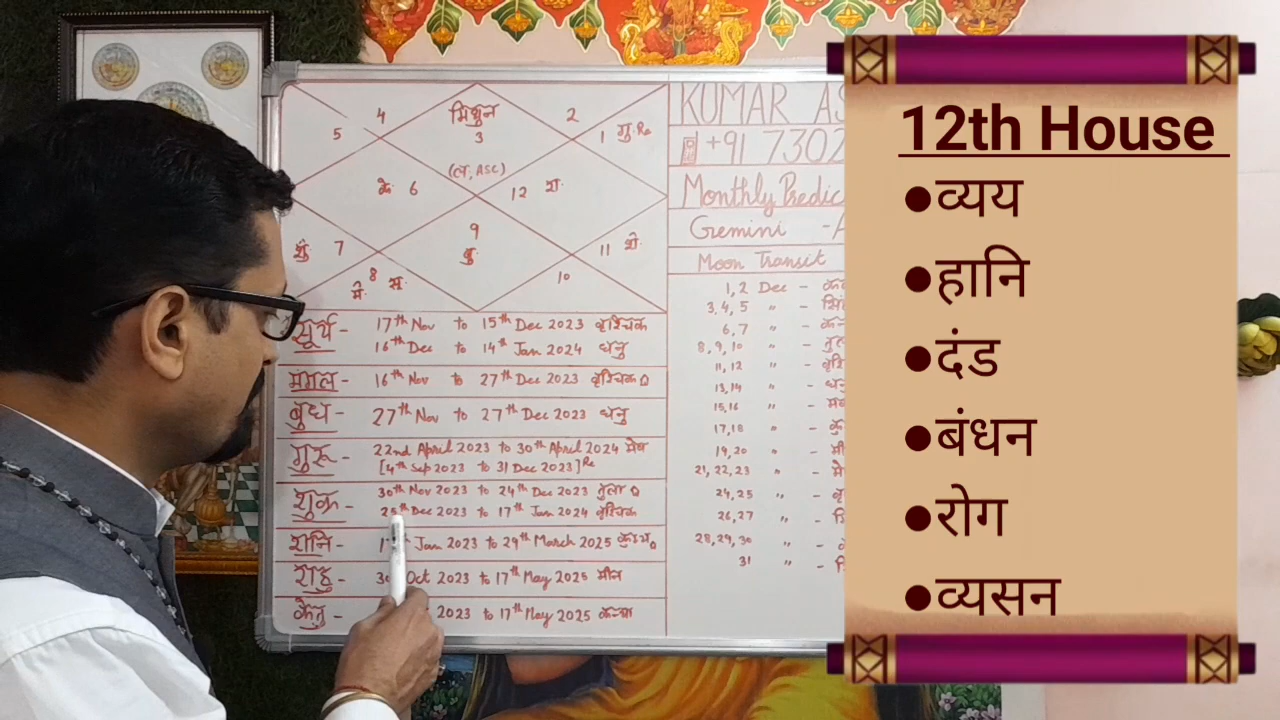 4 मिथुन 2
5 3 1 गु. Re
(ल, ASC)
के 6 12 रा.
9
शु 7 बु 11 श.
8 स.
मं 10
सूर्य - 17th Nov to 15th Dec 2023 वृश्चिक
16th Dec to 14th Jan 2024 धनु
मंगल - 16th Nov to 27th Dec 2023 वृश्चिक
बुध - 27th Nov to 27th Dec 2023 धनु
गुरू - 22nd April 2023 to 30th April 2024 मेष
[4th Sep 2023 to 31 Dec 2023] Re
शुक्र - 30th Nov 2023 to 24th Dec 2023 तुला
25th Dec 2023 to 17th Jan 2024 वृश्चिक
शनि - Jan 2023 to 29th March 2025 कुम्भ
राहु - Oct 2023 to 17th May 2025 मीन
केतु - 2023 to 17th May 2025 कन्या
KUMAR AS
+91 7302
Monthly Predic
Gemini - A
Moon Transit
1, 2 Dec -
3, 4, 5 " -
6, 7 " -
8, 9, 10 " -
11, 12 " -
13, 14 " -
15, 16 " -
17, 18 " -
19, 20 " -
21, 22, 23 " -
24, 25 " -
26, 27 " -
28, 29, 30 " -
31 " -
12th House
●व्यय
●हानि
●दंड
●बंधन
●रोग
●व्यसन